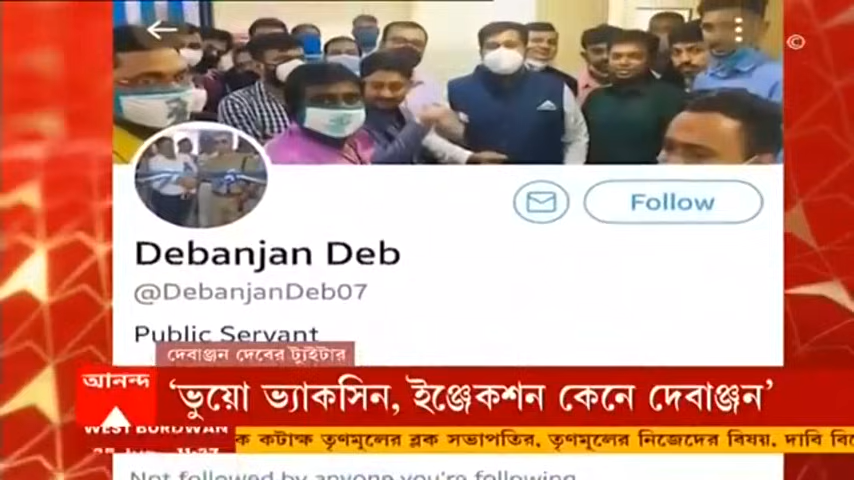 ©
Debanjan Deb
@DebanjanDeb07
Follow
Public Servant
দেবাঞ্জন দেবের ট্যুইটার
আনন্দ
‘ভুয়ো ভ্যাকসিন, ইঞ্জেকশন কেনে দেবাঞ্জন’
WEST BURDWAN
ক কটাক্ষ তৃণমূলের ব্লক সভাপতির, তৃণমূলের নিজেদের বিষয়, দাবি
Not followed by anyone you're following